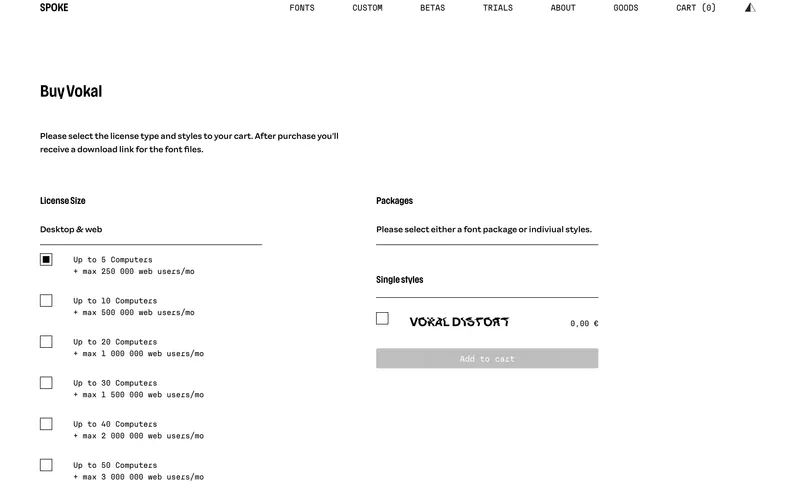 SPOKE
FONTS CUSTOM BETAS TRIALS ABOUT GOODS CART (0)
Buy Vokal
Please select the license type and styles to your cart. After purchase you'll
receive a download link for the font files.
License Size
Desktop & web
Up to 5 Computers
+ max 250 000 web users/mo
Up to 10 Computers
+ max 500 000 web users/mo
Up to 20 Computers
+ max 1 000 000 web users/mo
Up to 30 Computers
+ max 1 500 000 web users/mo
Up to 40 Computers
+ max 2 000 000 web users/mo
Up to 50 Computers
+ max 3 000 000 web users/mo
Packages
Please select either a font package or indiviual styles.
Single styles
VOKAL DISTORT 0,00 €
Add to cart